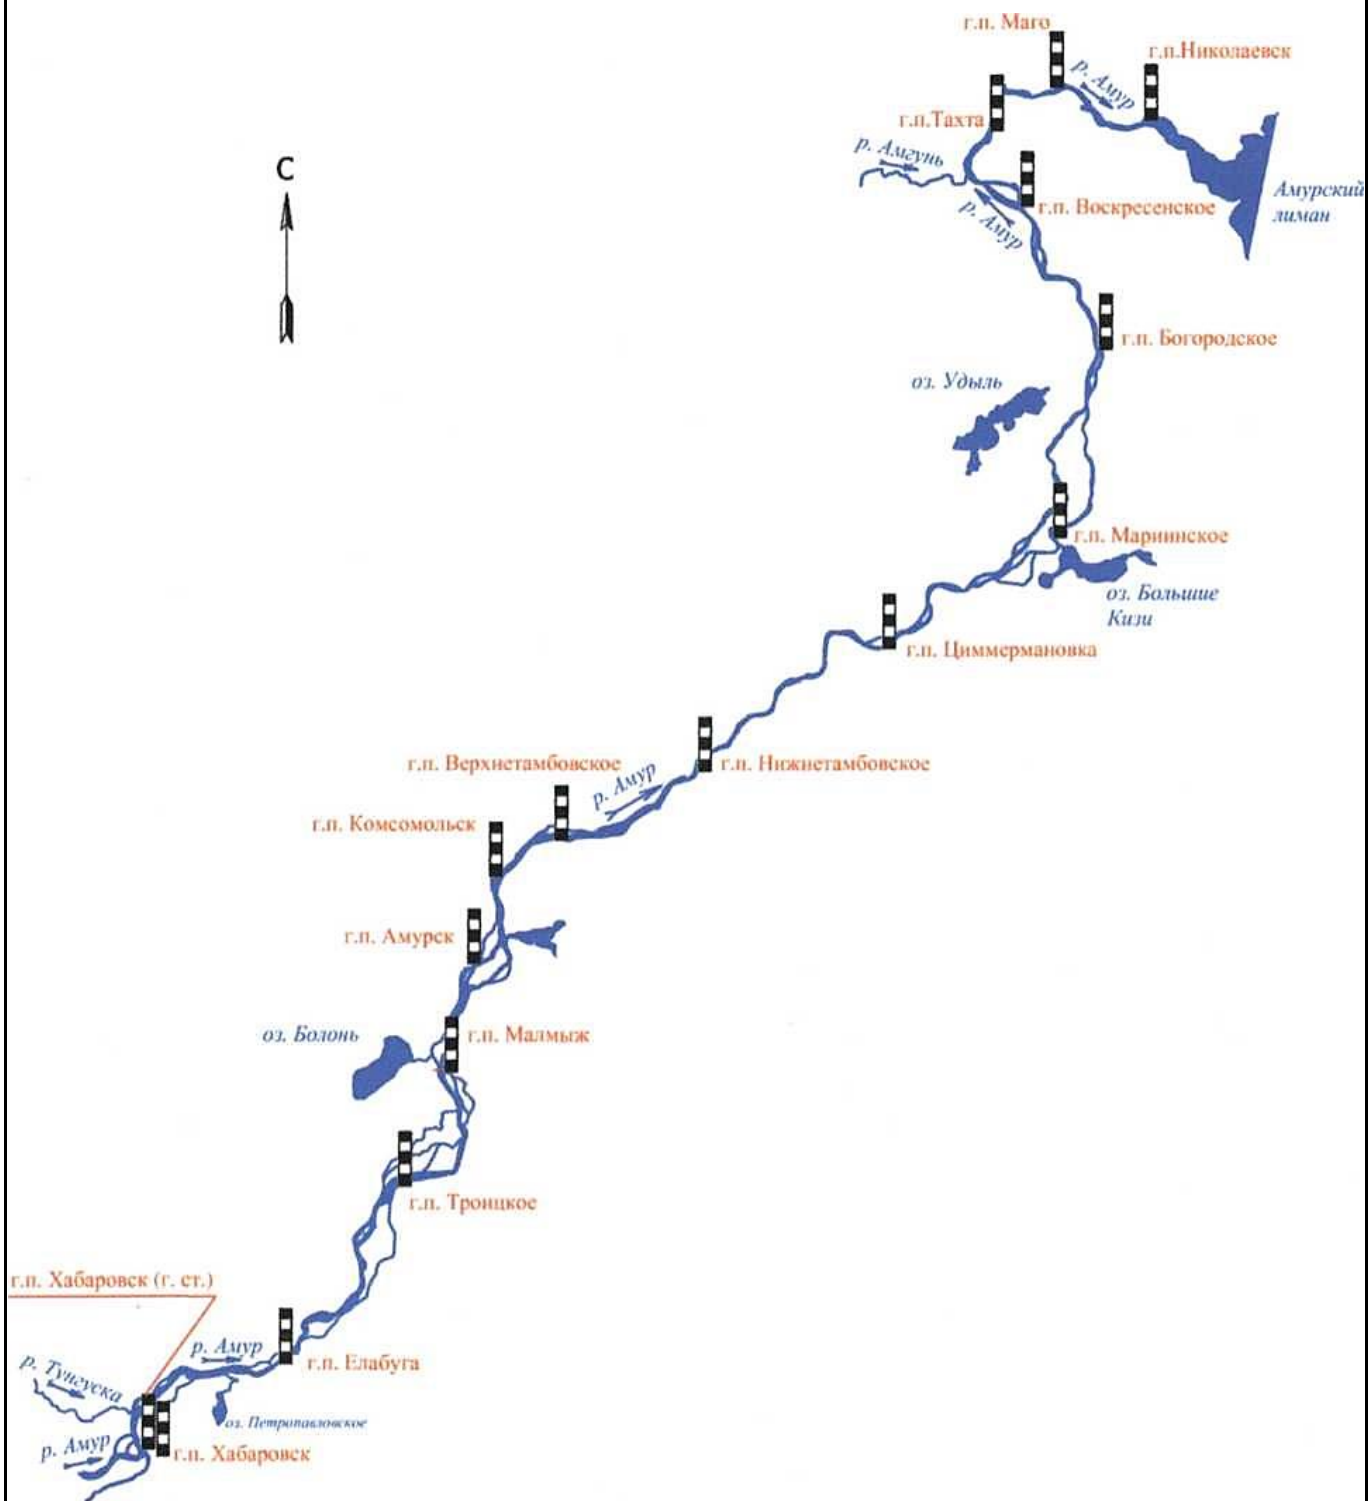 г.п. Маго
г.п.Николаевск
р. Амур
г.п.Тахта
р. Амгунь
С
Амурский
лиман
г.п. Воскресенское
р. Амур
г.п. Богородское
оз. Удыль
г.п. Мариинское
оз. Большие
Кизи
г.п. Циммермановка
г.п. Верхнетамбовское
г.п. Нижнетамбовское
р. Амур
г.п. Комсомольск
г.п. Амурск
оз. Болонь
г.п. Малмыж
г.п. Троицкое
г.п. Хабаровск (г. ст.)
р. Амур
г.п. Елабуга
р. Тунгуска
оз. Петропавловское
р. Амур
г.п. Хабаровск